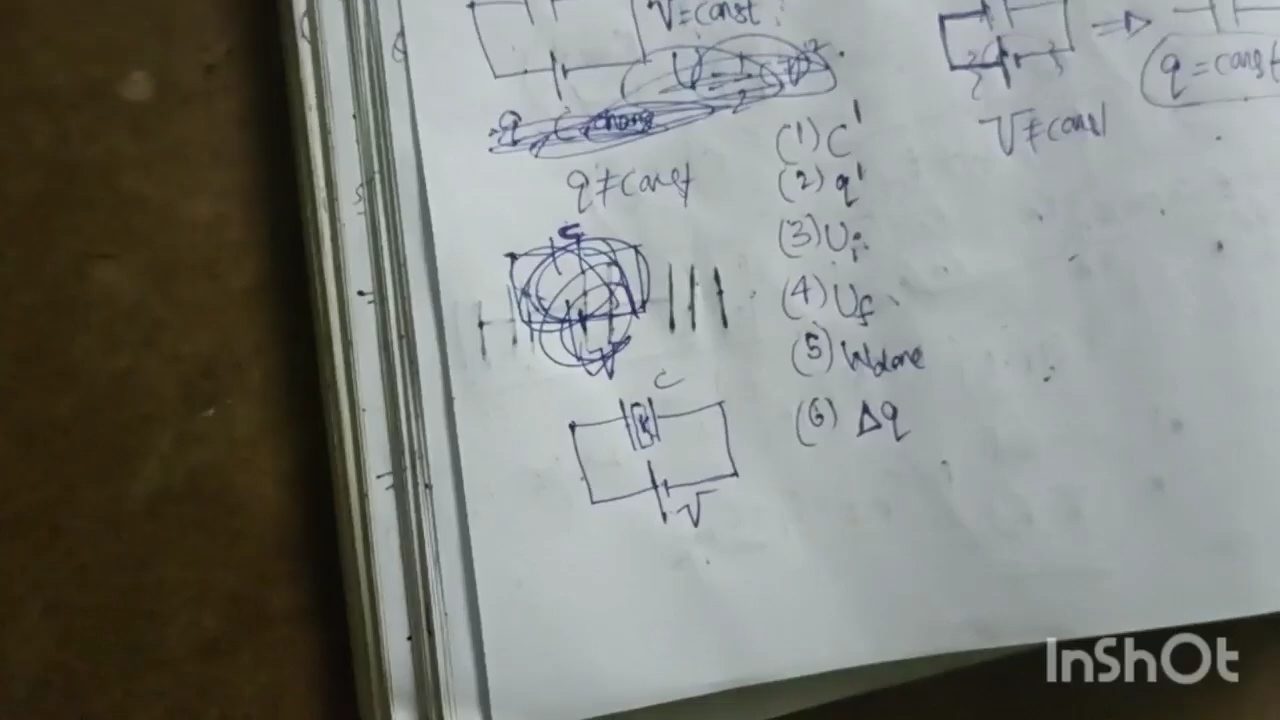 V=const
q=const
V≠const
q≠const
(1) C'
(2) q'
(3) Ui
(4) Uf
(5) Wdone
(6) Δq
C
K
V
InShOt